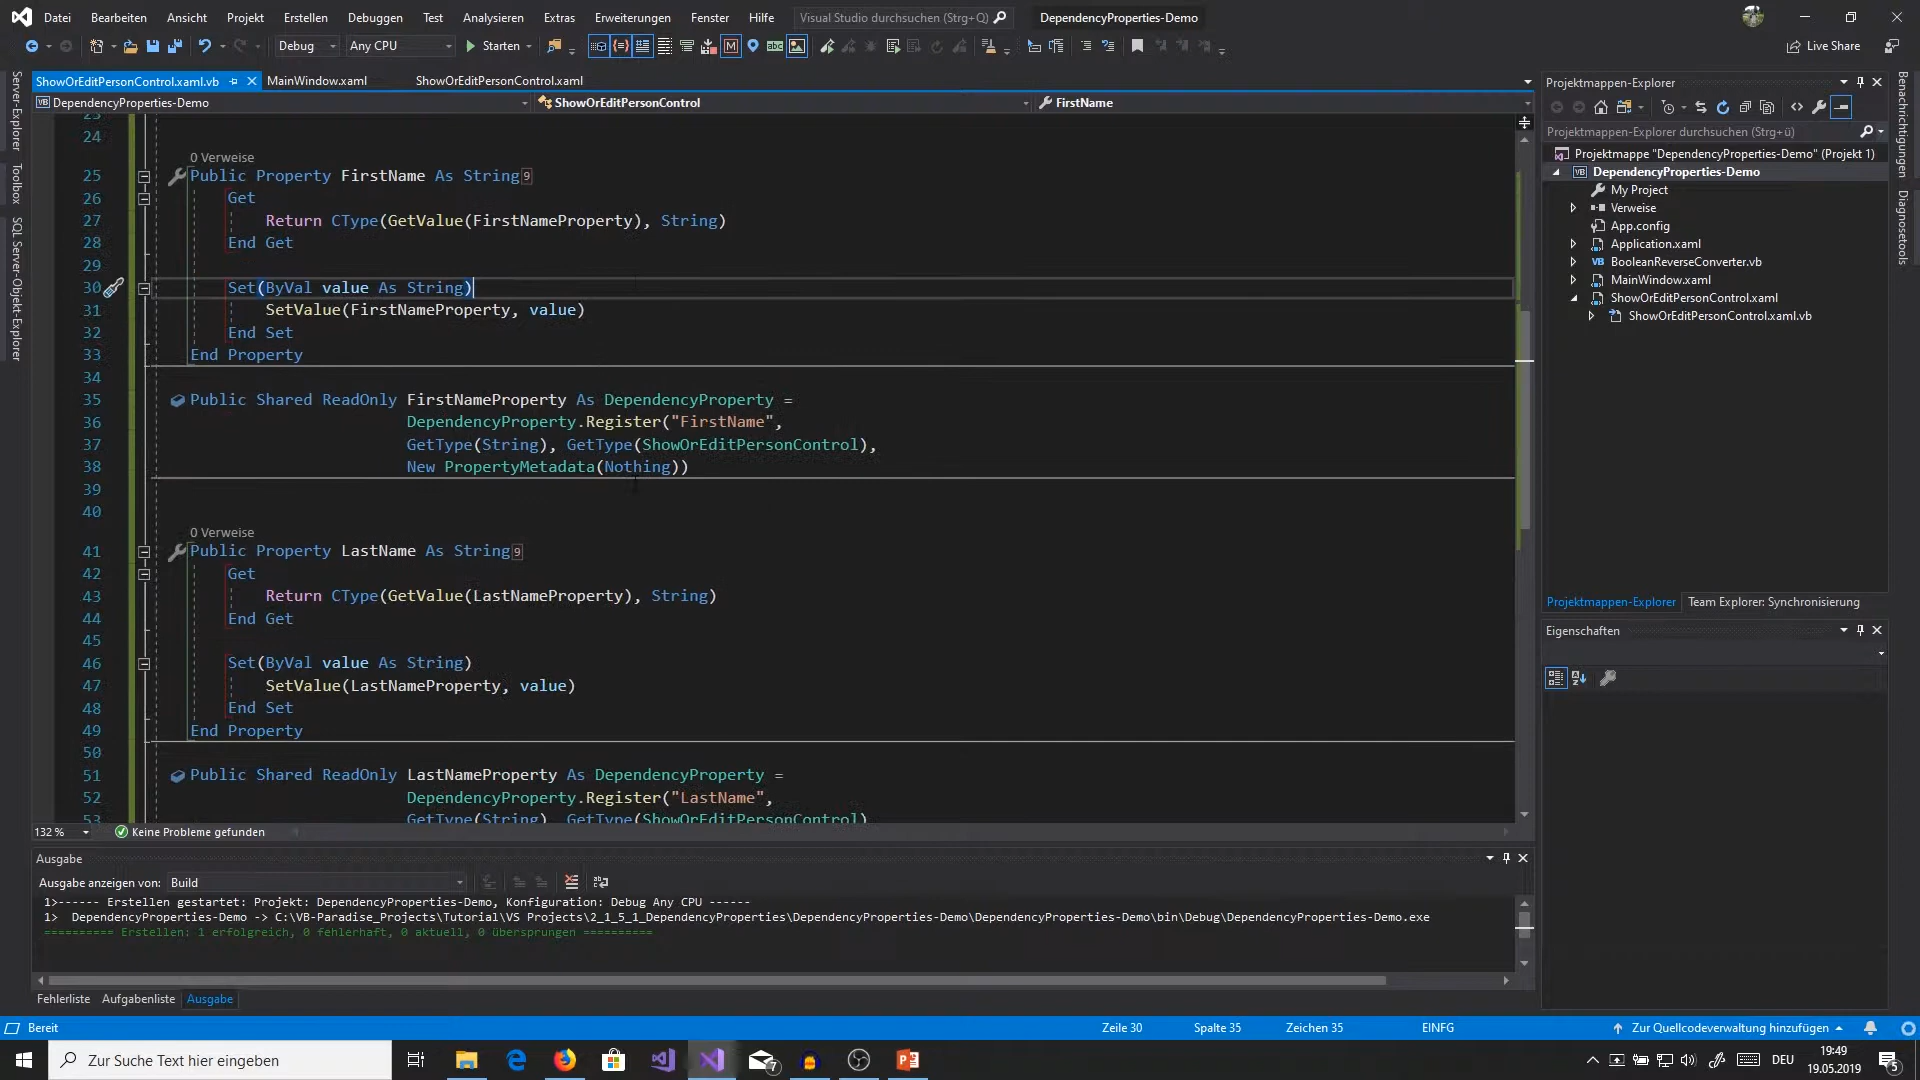 Datei Bearbeiten Ansicht Projekt Erstellen Debuggen Test Analysieren Extras Erweiterungen Fenster Hilfe Visual Studio durchsuchen (Strg+Q) DependencyProperties-Demo
Debug Any CPU Starten Live Share
ShowOrEditPersonControl.xaml.vb MainWindow.xaml ShowOrEditPersonControl.xaml
DependencyProperties-Demo ShowOrEditPersonControl FirstName
23
24
0 Verweise
25 Public Property FirstName As String 9
26 Get
27 Return CType(GetValue(FirstNameProperty), String)
28 End Get
29
30 Set(ByVal value As String)
31 SetValue(FirstNameProperty, value)
32 End Set
33 End Property
34
35 Public Shared ReadOnly FirstNameProperty As DependencyProperty =
36 DependencyProperty.Register("FirstName",
37 GetType(String), GetType(ShowOrEditPersonControl),
38 New PropertyMetadata(Nothing))
39
40
0 Verweise
41 Public Property LastName As String 9
42 Get
43 Return CType(GetValue(LastNameProperty), String)
44 End Get
45
46 Set(ByVal value As String)
47 SetValue(LastNameProperty, value)
48 End Set
49 End Property
50
51 Public Shared ReadOnly LastNameProperty As DependencyProperty =
52 DependencyProperty.Register("LastName",
53 GetType(String), GetType(ShowOrEditPersonControl)
132 % Keine Probleme gefunden
Ausgabe
Ausgabe anzeigen von: Build
1>------ Erstellen gestartet: Projekt: DependencyProperties-Demo, Konfiguration: Debug Any CPU ------
1> DependencyProperties-Demo -> C:\VB-Paradise_Projects\Tutorial\VS Projects\2_1_5_1_DependencyProperties\DependencyProperties-Demo\DependencyProperties-Demo\bin\Debug\DependencyProperties-Demo.exe
========== Erstellen: 1 erfolgreich, 0 fehlerhaft, 0 aktuell, 0 übersprungen ==========
Fehlerliste Aufgabenliste Ausgabe
Server-Explorer
Toolbox
SQL Server-Objekt-Explorer
Projektmappen-Explorer
Projektmappen-Explorer durchsuchen (Strg+ü)
Projektmappe "DependencyProperties-Demo" (Projekt 1)
VB DependencyProperties-Demo
My Project
Verweise
App.config
Application.xaml
VB BooleanReverseConverter.vb
MainWindow.xaml
ShowOrEditPersonControl.xaml
ShowOrEditPersonControl.xaml.vb
Projektmappen-Explorer Team Explorer: Synchronisierung
Eigenschaften
Benachrichtigungen
Diagnosetools
Bereit Zeile 30 Spalte 35 Zeichen 35 EINFG Zur Quellcodeverwaltung hinzufügen
Zur Suche Text hier eingeben
7
DEU
19:49
19.05.2019
5